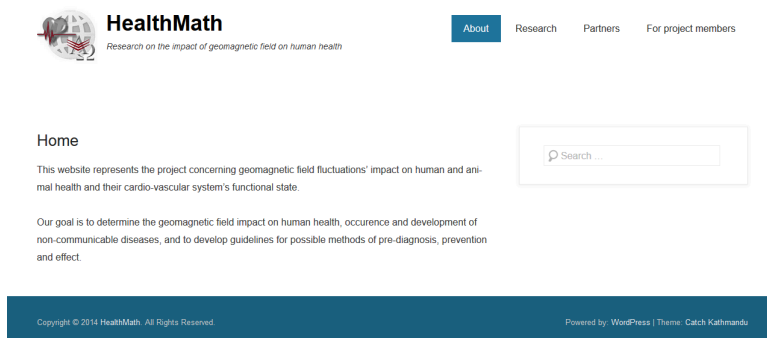 HealthMath
Research on the impact of geomagnetic field on human health
About
Research
Partners
For project members
Home
Search ...
This website represents the project concerning geomagnetic field fluctuations' impact on human and ani-
mal health and their cardio-vascular system's functional state.
Our goal is to determine the geomagnetic field impact on human health, occurence and development of
non-communicable diseases, and to develop guidelines for possible methods of pre-diagnosis, prevention
and effect.
Copyright © 2014 HealthMath. All Rights Reserved.
Powered by: WordPress | Theme: Catch Kathmandu